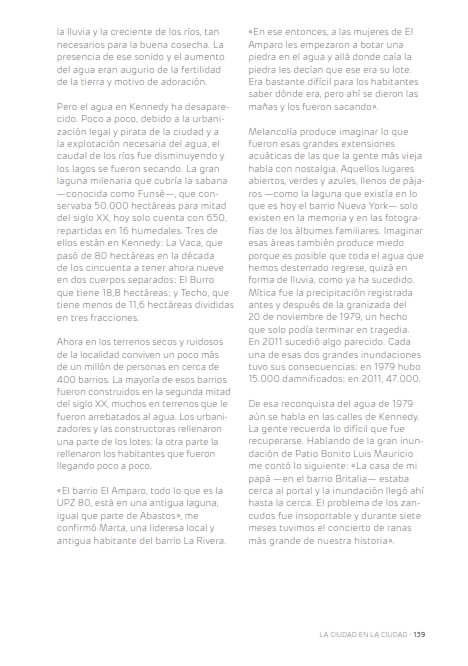 la lluvia y la creciente de los ríos, tan
necesarios para la buena cosecha. La
presencia de ese sonido y el aumento
del agua eran augurio de la fertilidad
de la tierra y motivo de adoración.
Pero el agua en Kennedy ha desapare-
cido. Poco a poco, debido a la urbani-
zación legal y pirata de la ciudad y a
la explotación necesaria del agua, el
caudal de los ríos fue disminuyendo y
los lagos se fueron secando. La gran
laguna milenaria que cubría la sabana
—conocida como Funsê—, que con-
servaba 50.000 hectáreas para mitad
del siglo XX, hoy solo cuenta con 650,
repartidas en 16 humedales. Tres de
ellos están en Kennedy: La Vaca, que
pasó de 80 hectáreas en la década
de los cincuenta a tener ahora nueve
en dos cuerpos separados; El Burro
que tiene 18,8 hectáreas; y Techo, que
tiene menos de 11,6 hectáreas divididas
en tres fracciones.
Ahora en los terrenos secos y ruidosos
de la localidad conviven un poco más
de un millón de personas en cerca de
400 barrios. La mayoría de esos barrios
fueron construidos en la segunda mitad
del siglo XX, muchos en terrenos que le
fueron arrebatados al agua. Los urbani-
zadores y las constructoras rellenaron
una parte de los lotes; la otra parte la
rellenaron los habitantes que fueron
llegando poco a poco.
«El barrio El Amparo, todo lo que es la
UPZ 80, está en una antigua laguna,
igual que parte de Abastos», me
confirmó Marta, una lideresa local y
antigua habitante del barrio La Rivera.
«En ese entonces, a las mujeres de El
Amparo les empezaron a botar una
piedra en el agua y allá donde caía la
piedra les decían que ese era su lote.
Era bastante difícil para los habitantes
saber dónde era, pero ahí se dieron las
mañas y los fueron sacando».
Melancolía produce imaginar lo que
fueron esas grandes extensiones
acuáticas de las que la gente más vieja
habla con nostalgia. Aquellos lugares
abiertos, verdes y azules, llenos de pája-
ros —como la laguna que existía en lo
que es hoy el barrio Nueva York— solo
existen en la memoria y en las fotogra-
fías de los álbumes familiares. Imaginar
esas áreas también produce miedo
porque es posible que toda el agua que
hemos desterrado regrese, quizá en
forma de lluvia, como ya ha sucedido.
Mítica fue la precipitación registrada
antes y después de la granizada del
20 de noviembre de 1979, un hecho
que solo podía terminar en tragedia.
En 2011 sucedió algo parecido. Cada
una de esas dos grandes inundaciones
tuvo sus consecuencias: en 1979 hubo
15.000 damnificados; en 2011, 47.000.
De esa reconquista del agua de 1979
aún se habla en las calles de Kennedy.
La gente recuerda lo difícil que fue
recuperarse. Hablando de la gran inun-
dación de Patio Bonito Luis Mauricio
me contó lo siguiente: «La casa de mi
papá —en el barrio Britalia— estaba
cerca al portal y la inundación llegó ahí
hasta la cerca. El problema de los zan-
cudos fue insoportable y durante siete
meses tuvimos el concierto de ranas
más grande de nuestra historia».
LA CIUDAD EN LA CIUDAD · 139